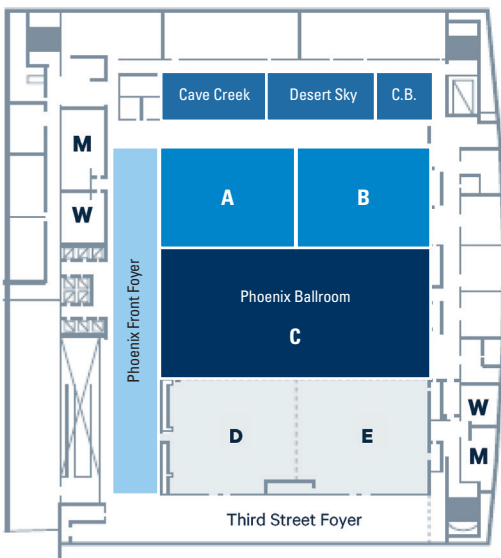 Cave Creek
Desert Sky
C.B.
M
W
A
B
Phoenix Front Foyer
Phoenix Ballroom
C
D
E
W
M
Third Street Foyer